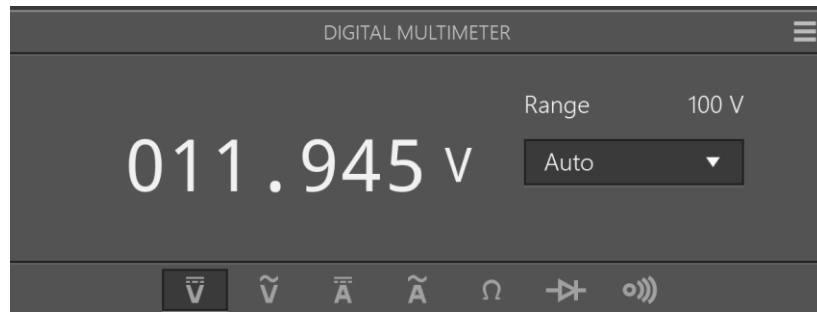 DIGITAL MULTIMETER
Range 100 V
011.945 V
Auto
V V A A Ω